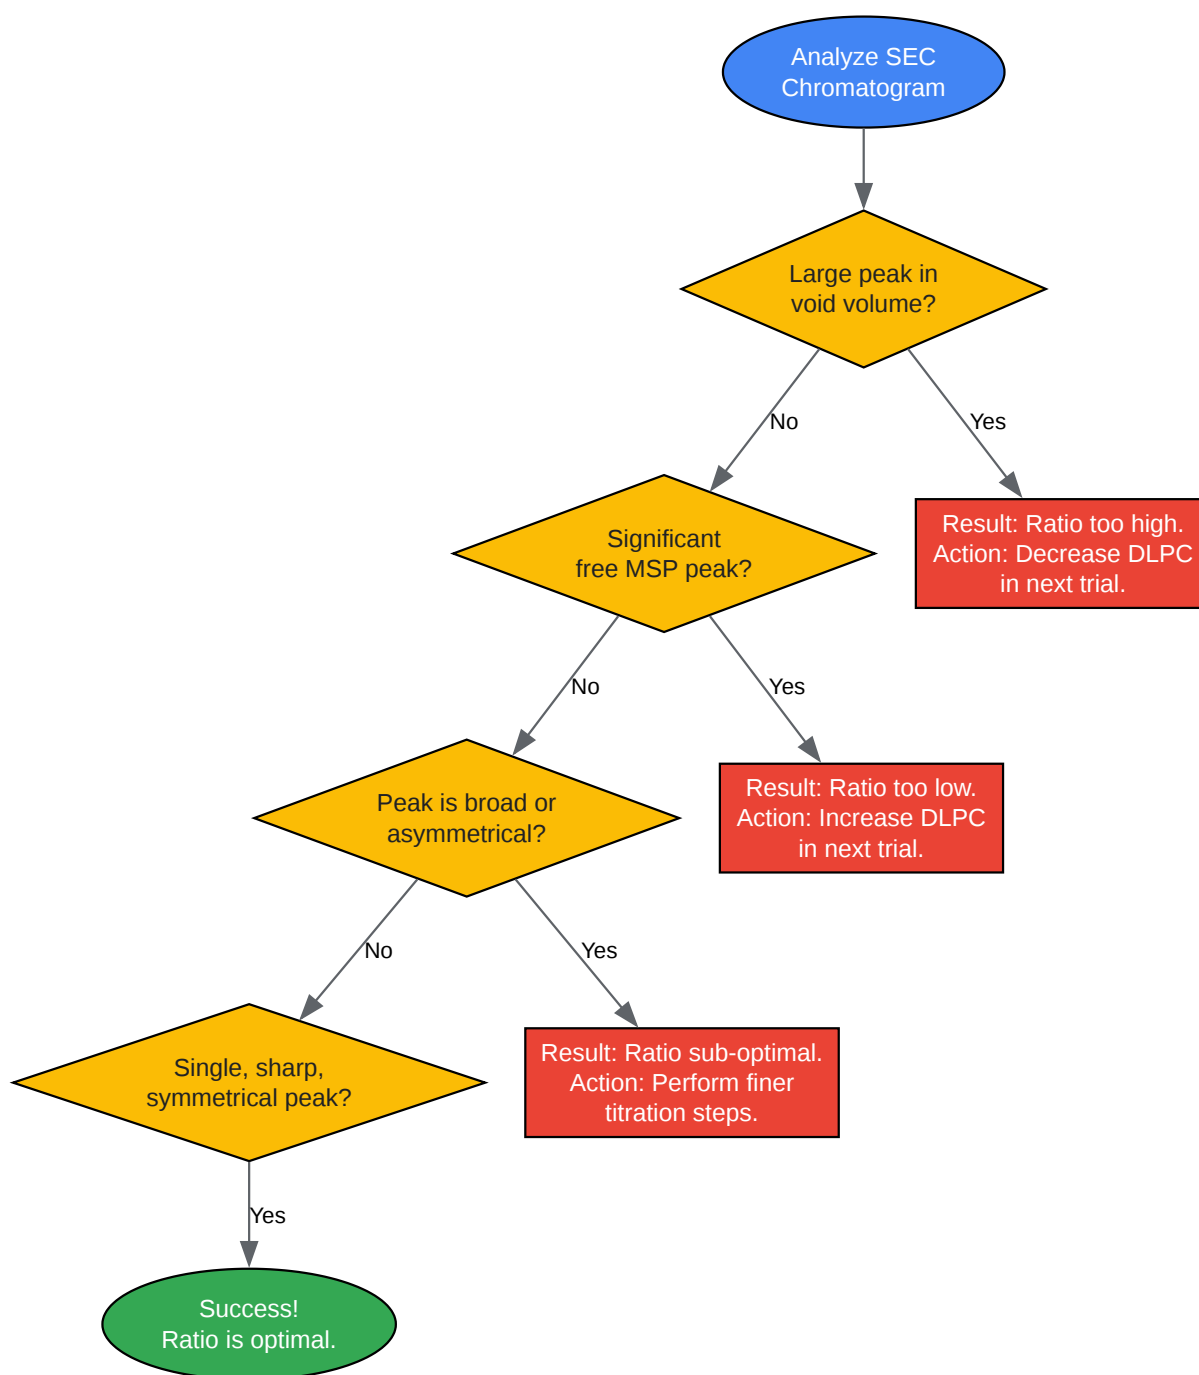 Analyze SEC
Chromatogram
Large peak in
void volume?
No
Yes
Significant
free MSP peak?
Result: Ratio too high.
Action: Decrease DLPC
in next trial.
No
Yes
Peak is broad or
asymmetrical?
Result: Ratio too low.
Action: Increase DLPC
in next trial.
No
Yes
Single, sharp,
symmetrical peak?
Result: Ratio sub-optimal.
Action: Perform finer
titration steps.
Yes
Success!
Ratio is optimal.